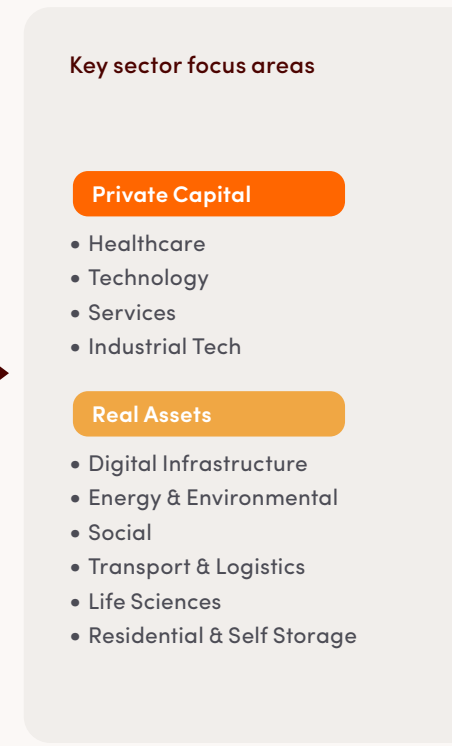 Key sector focus areas
Private Capital
• Healthcare
• Technology
• Services
• Industrial Tech
Real Assets
• Digital Infrastructure
• Energy & Environmental
• Social
• Transport & Logistics
• Life Sciences
• Residential & Self Storage